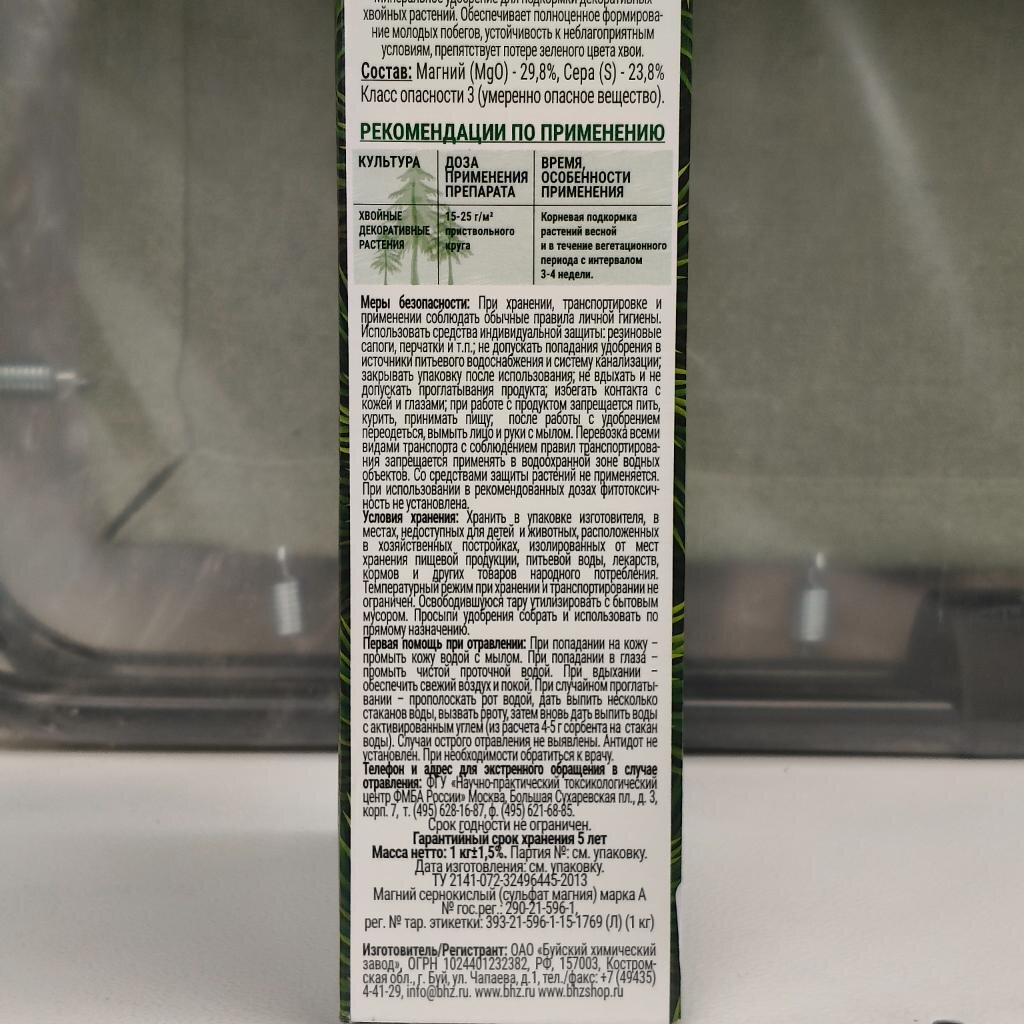 минеральное удобрение для подкормки декоративных
хвойных растений. Обеспечивает полноценное формирова-
ние молодых побегов, устойчивость к неблагоприятным
условиям, препятствует потере зеленого цвета хвои.
Состав: Магний (MgO) - 29,8%, Сера (S) - 23,8%
Класс опасности 3 (умеренно опасное вещество).
РЕКОМЕНДАЦИИ ПО ПРИМЕНЕНИЮ
КУЛЬТУРА
ДОЗА
ПРИМЕНЕНИЯ
ПРЕПАРАТА
ВРЕМЯ,
ОСОБЕННОСТИ
ПРИМЕНЕНИЯ
ХВОЙНЫЕ
ДЕКОРАТИВНЫЕ
РАСТЕНИЯ
15-25 г/м²
приствольного
круга
Корневая подкормка
растений весной
и в течение вегетационного
периода с интервалом
3-4 недели.
Меры безопасности: При хранении, транспортировке и
применении соблюдать обычные правила личной гигиены.
Использовать средства индивидуальной защиты: резиновые
сапоги, перчатки и т.п.; не допускать попадания удобрения в
источники питьевого водоснабжения и систему канализации;
закрывать упаковку после использования; не вдыхать и не
допускать проглатывания продукта; избегать контакта с
кожей и глазами; при работе с продуктом запрещается пить,
курить, принимать пищу; после работы с удобрением
переодеться, вымыть лицо и руки с мылом. Перевозка всеми
видами транспорта с соблюдением правил транспортирова-
ния запрещается применять в водоохранной зоне водных
объектов. Со средствами защиты растений не применяется.
При использовании в рекомендованных дозах фитотоксич-
ность не установлена.
Условия хранения: Хранить в упаковке изготовителя, в
местах, недоступных для детей и животных, расположенных
в хозяйственных постройках, изолированных от мест
хранения пищевой продукции, питьевой воды, лекарств,
кормов и других товаров народного потребления.
Температурный режим при хранении и транспортировании не
ограничен. Освободившуюся тару утилизировать с бытовым
мусором. Просыпи удобрения собрать и использовать по
прямому назначению.
Первая помощь при отравлении: При попадании на кожу –
промыть кожу водой с мылом. При попадании в глаза –
промыть чистой проточной водой. При вдыхании –
обеспечить свежий воздух и покой. При случайном проглаты-
вании – прополоскать рот водой, дать выпить несколько
стаканов воды, вызвать рвоту, затем вновь дать выпить воды
с активированным углем (из расчета 4-5 г сорбента на стакан
воды). Случаи острого отравления не выявлены. Антидот не
установлен. При необходимости обратиться к врачу.
Телефон и адрес для экстренного обращения в случае
отравления: ФГУ «Научно-практический токсикологический
центр ФМБА России» Москва, Большая Сухаревская пл., д. 3,
корп. 7, т. (495) 628-16-87, ф. (495) 621-68-85.
Срок годности не ограничен.
Гарантийный срок хранения 5 лет
Масса нетто: 1 кг±1,5%. Партия №: см. упаковку.
Дата изготовления: см. упаковку.
ТУ 2141-072-32496445-2013
Магний сернокислый (сульфат магния) марка А
№ гос.рег.: 290-21-596-1,
рег. № тар. этикетки: 393-21-596-1-15-1769 (Л) (1 кг)
Изготовитель/Регистрант: ОАО «Буйский химический
завод», ОГРН 1024401232382, РФ, 157003, Костром-
ская обл., г. Буй, ул. Чапаева, д.1, тел./факс: +7 (49435)
4-41-29, info@bhz.ru. www.bhz.ru www.bhzshop.ru